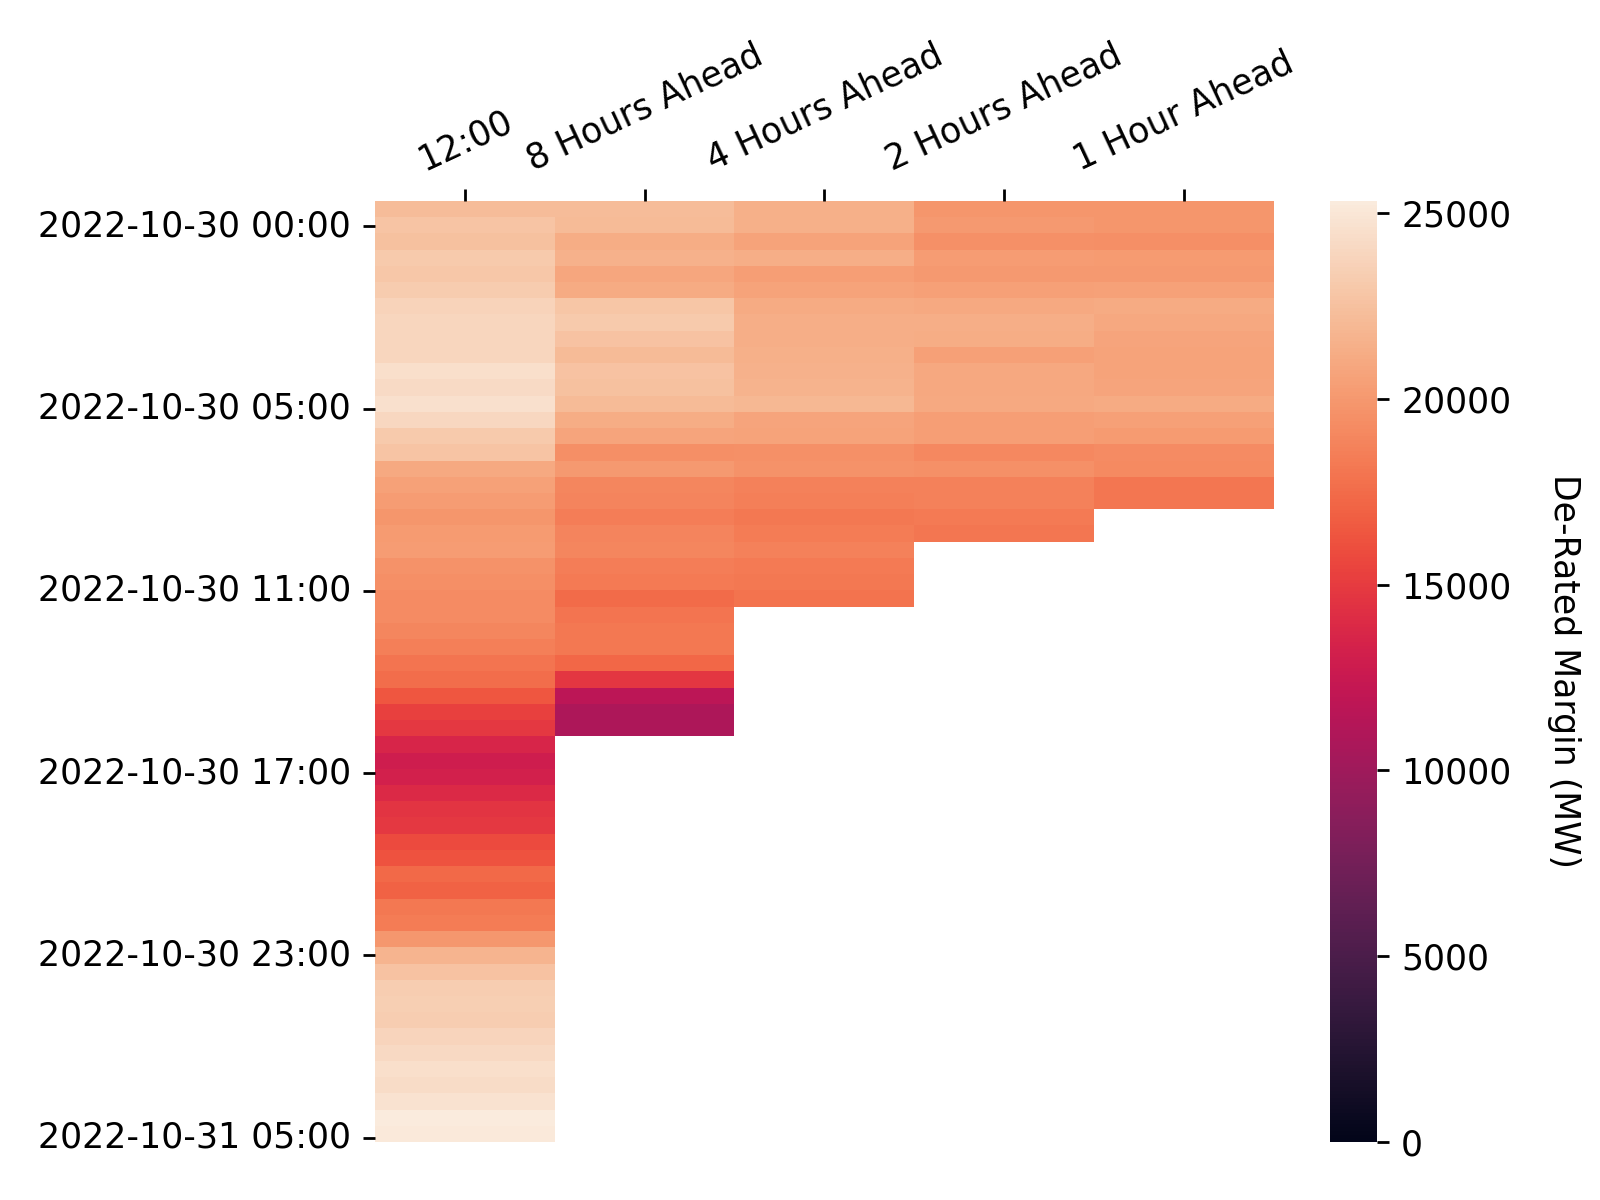 12:00
8 Hours Ahead
4 Hours Ahead
2 Hours Ahead
1 Hour Ahead
2022-10-30 00:00
2022-10-30 05:00
2022-10-30 11:00
2022-10-30 17:00
2022-10-30 23:00
2022-10-31 05:00
25000
20000
15000
10000
5000
0
De-Rated Margin (MW)